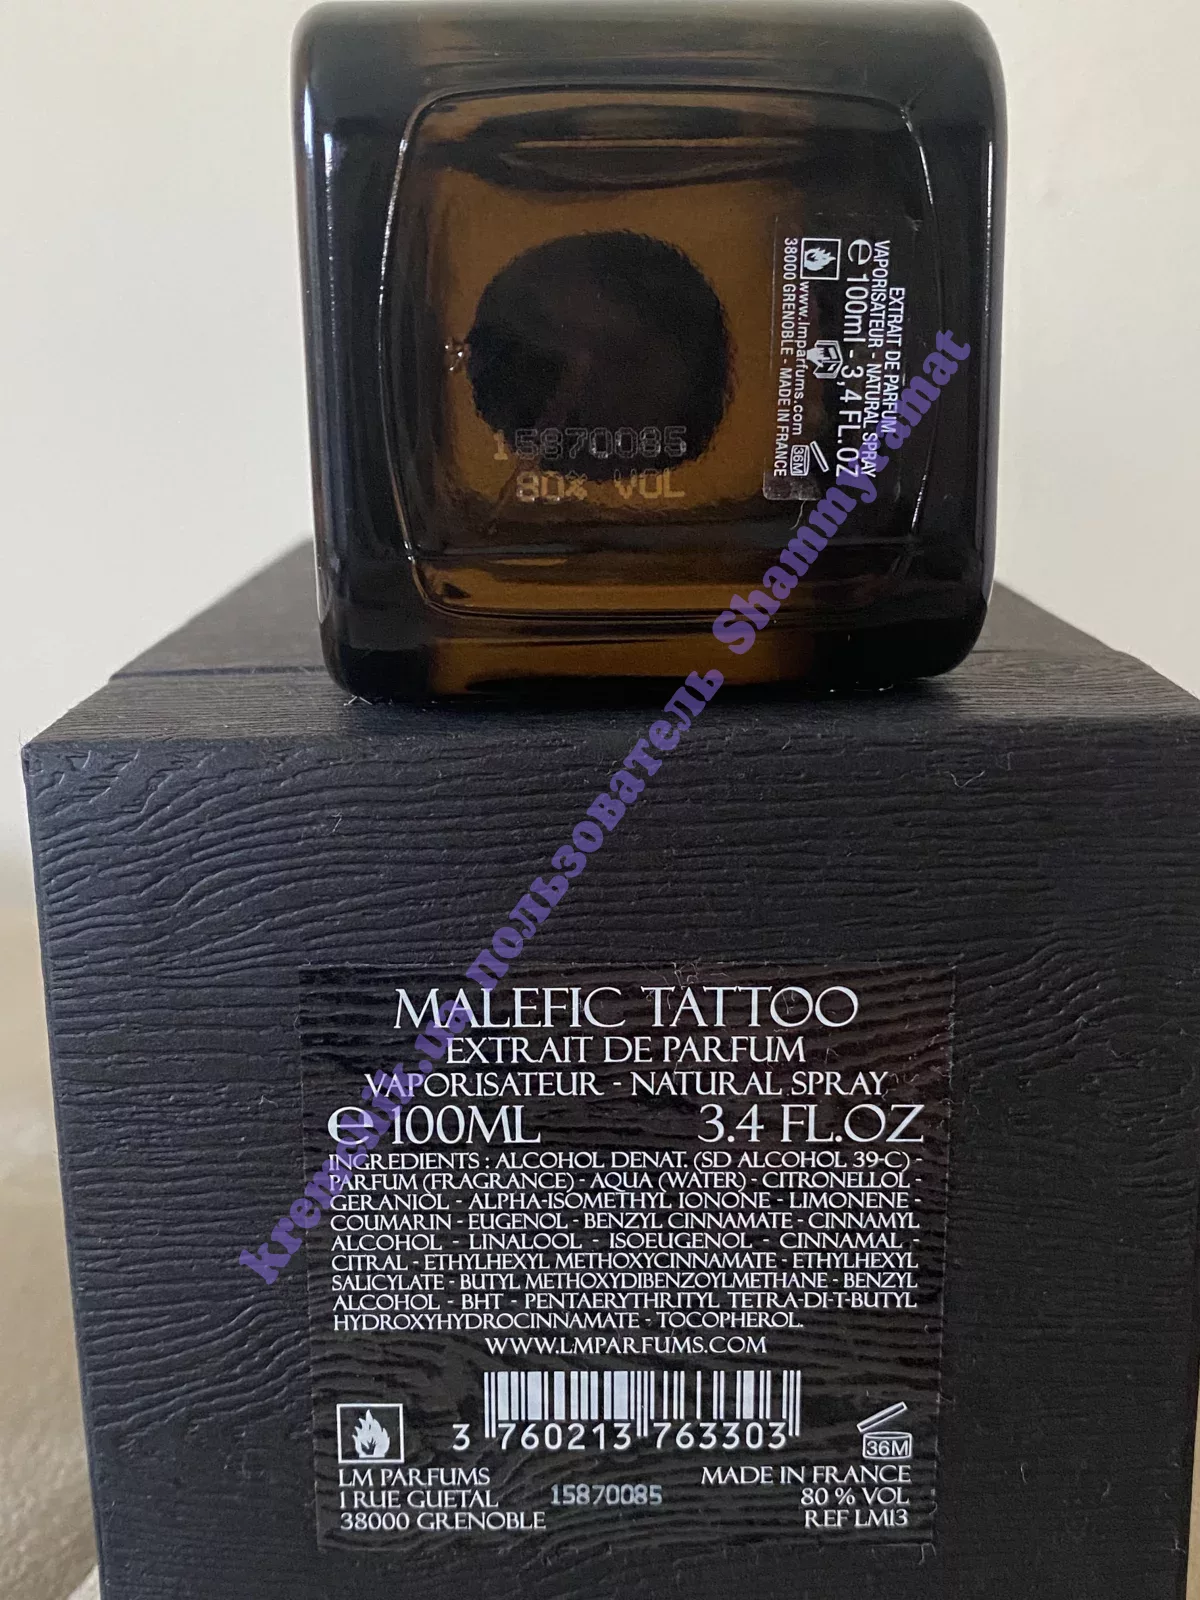 EXTRAIT DE PARFUM
VAPORISATEUR - NATURAL SPRAY
e 100ml - 3,4 FL.OZ
www.lmparfums.com 36M
38000 GRENOBLE - MADE IN FRANCE
15870085
80% VOL
kremchik.ua пользователь Shammyramat
MALEFIC TATTOO
EXTRAIT DE PARFUM
VAPORISATEUR - NATURAL SPRAY
e 100ML 3.4 FL.OZ
INGREDIENTS : ALCOHOL DENAT. (SD ALCOHOL 39-C) -
PARFUM (FRAGRANCE) - AQUA (WATER) - CITRONELLOL -
GERANIOL - ALPHA-ISOMETHYL IONONE - LIMONENE -
COUMARIN - EUGENOL - BENZYL CINNAMATE - CINNAMYL
ALCOHOL - LINALOOL - ISOEUGENOL - CINNAMAL -
CITRAL - ETHYLHEXYL METHOXYCINNAMATE - ETHYLHEXYL
SALICYLATE - BUTYL METHOXYDIBENZOYLMETHANE - BENZYL
ALCOHOL - BHT - PENTAERYTHRITYL TETRA-DI-T-BUTYL
HYDROXYHYDROCINNAMATE - TOCOPHEROL.
WWW.LMPARFUMS.COM
3 760213 763303
36M
LM PARFUMS MADE IN FRANCE
1 RUE GUETAL 15870085 80 % VOL
38000 GRENOBLE REF LM13